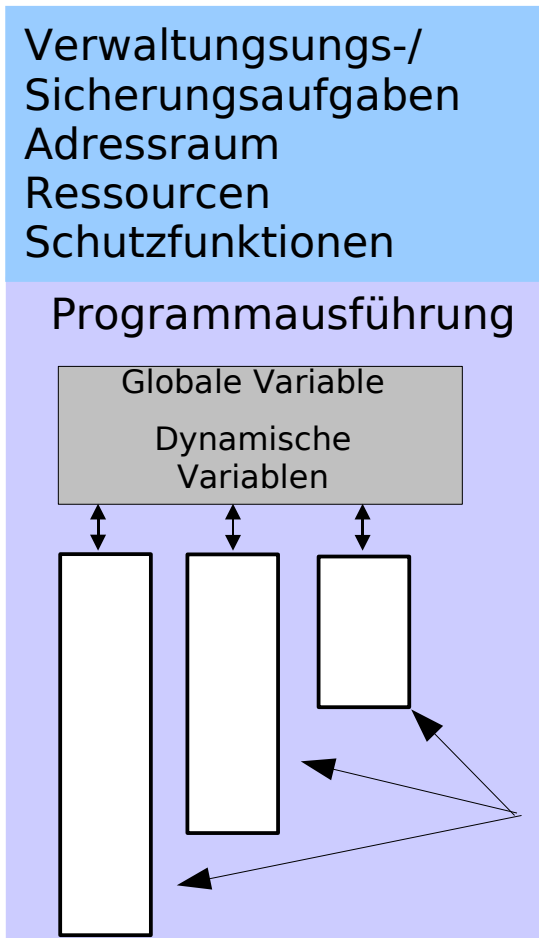 Verwaltungsungs-/
Sicherungsaufgaben
Adressraum
Ressourcen
Schutzfunktionen
Programmausführung
Globale Variable
Dynamische
Variablen